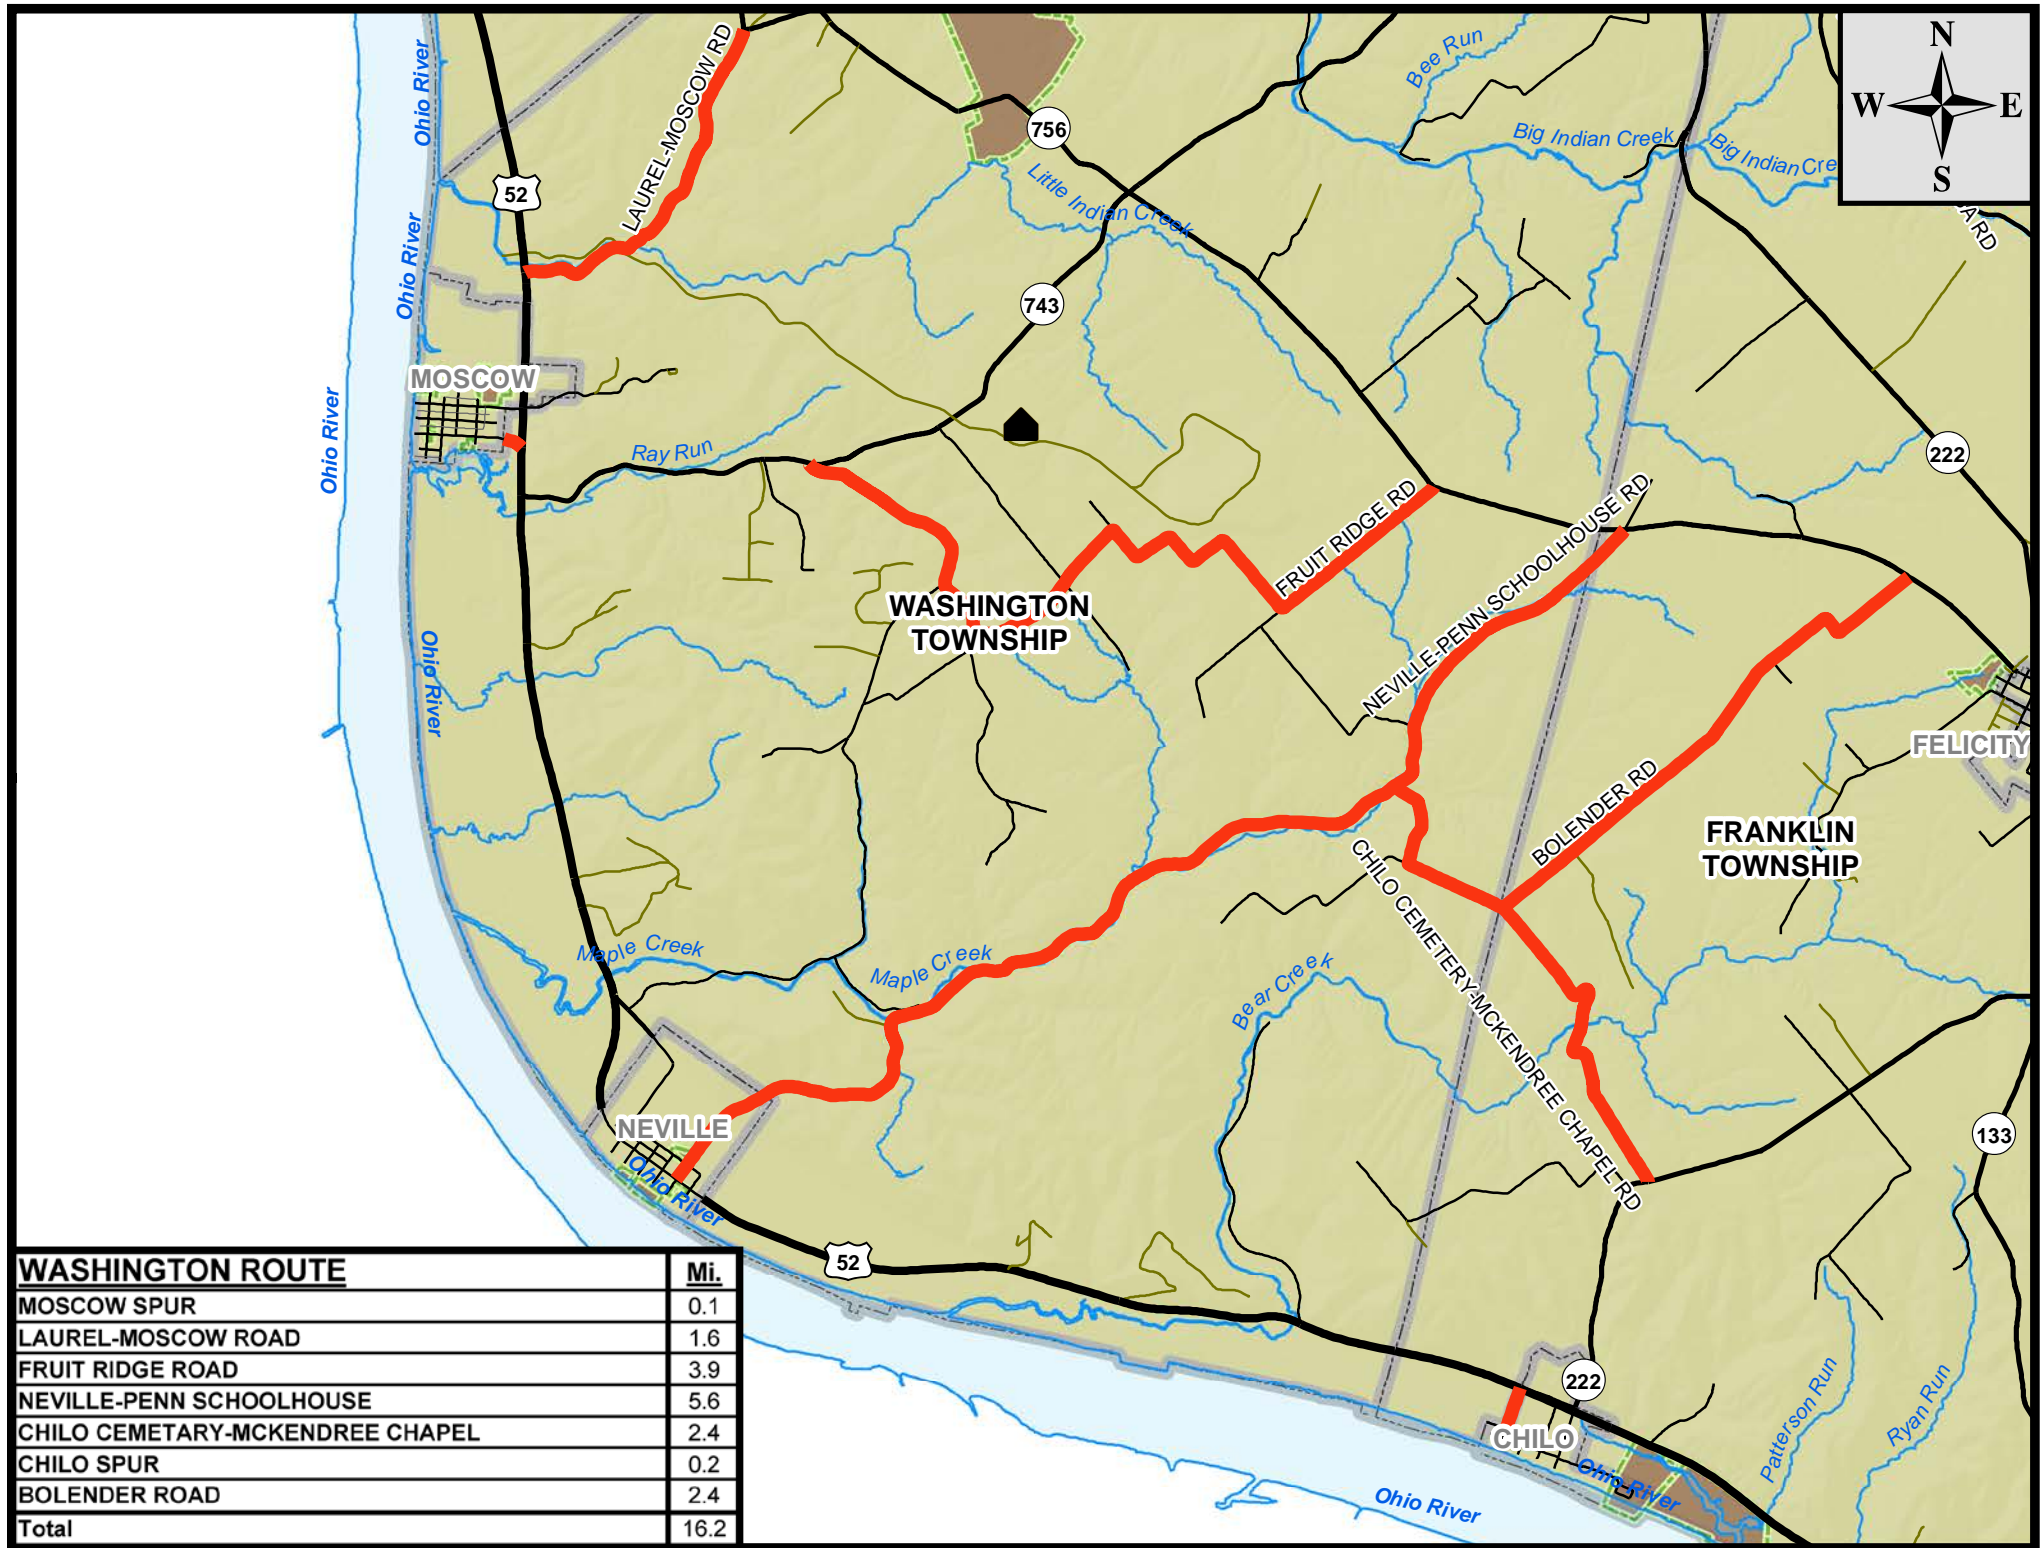 N
W E
S
Ohio River
Ohio River
Ohio River
Ohio River
LAUREL-MOSCOW RD
52
756
Bee Run
Big Indian Creek
Big Indian Cre
A RD
Little Indian Creek
743
MOSCOW
Ray Run
222
FRUIT RIDGE RD
NEVILLE-PENN SCHOOLHOUSE RD
WASHINGTON
TOWNSHIP
FELICITY
BOLENDER RD
FRANKLIN
TOWNSHIP
CHILO CEMETERY-MCKENDREE CHAPEL RD
Maple Creek
Maple Creek
Bear Creek
NEVILLE
Ohio River
133
52
222
CHILO
Patterson Run
Ryan Run
Ohio River
Ohio River
WASHINGTON ROUTE Mi.
MOSCOW SPUR 0.1
LAUREL-MOSCOW ROAD 1.6
FRUIT RIDGE ROAD 3.9
NEVILLE-PENN SCHOOLHOUSE 5.6
CHILO CEMETARY-MCKENDREE CHAPEL 2.4
CHILO SPUR 0.2
BOLENDER ROAD 2.4
Total 16.2